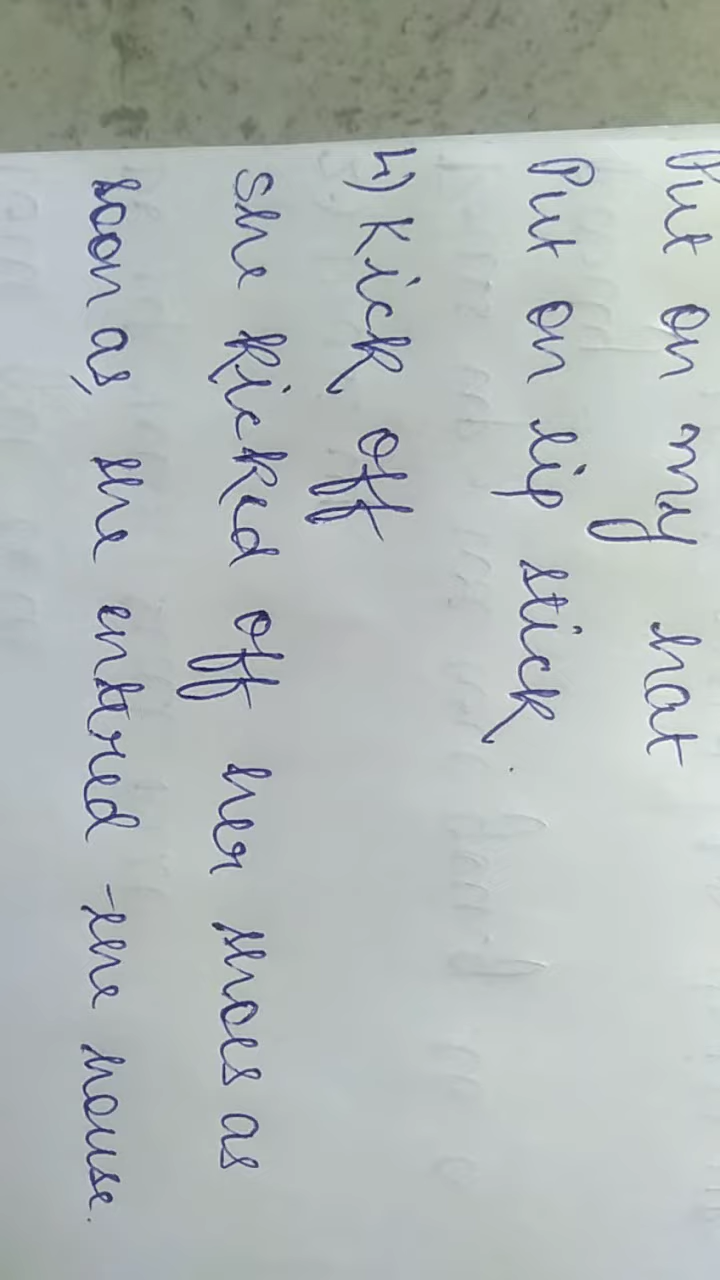 Put on my hat
Put on lip stick.
4) Kick off
She kicked off her shoes as
soon as, she entered the house.